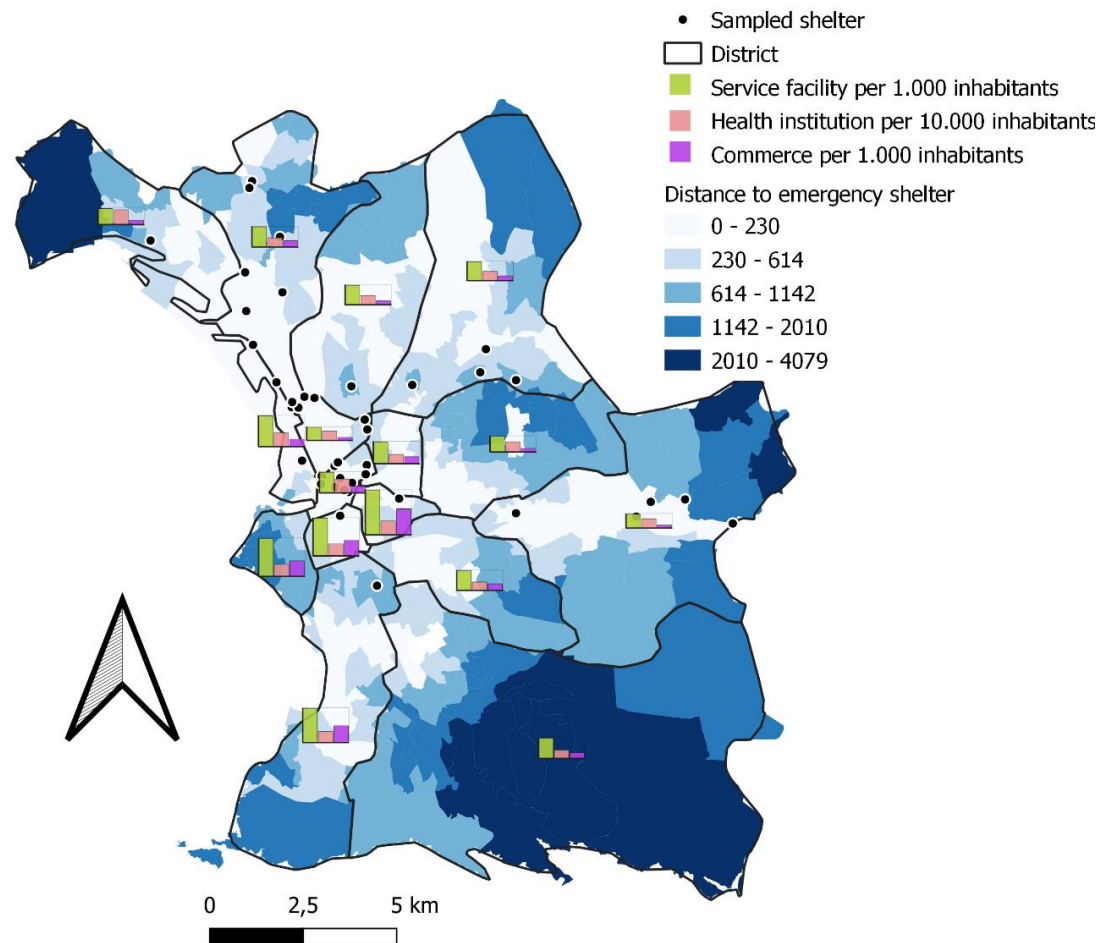 Sampled shelter
District
Service facility per 1.000 inhabitants
Health institution per 10.000 inhabitants
Commerce per 1.000 inhabitants
Distance to emergency shelter
0 - 230
230 - 614
614 - 1142
1142 - 2010
2010 - 4079
0 2,5 5 km